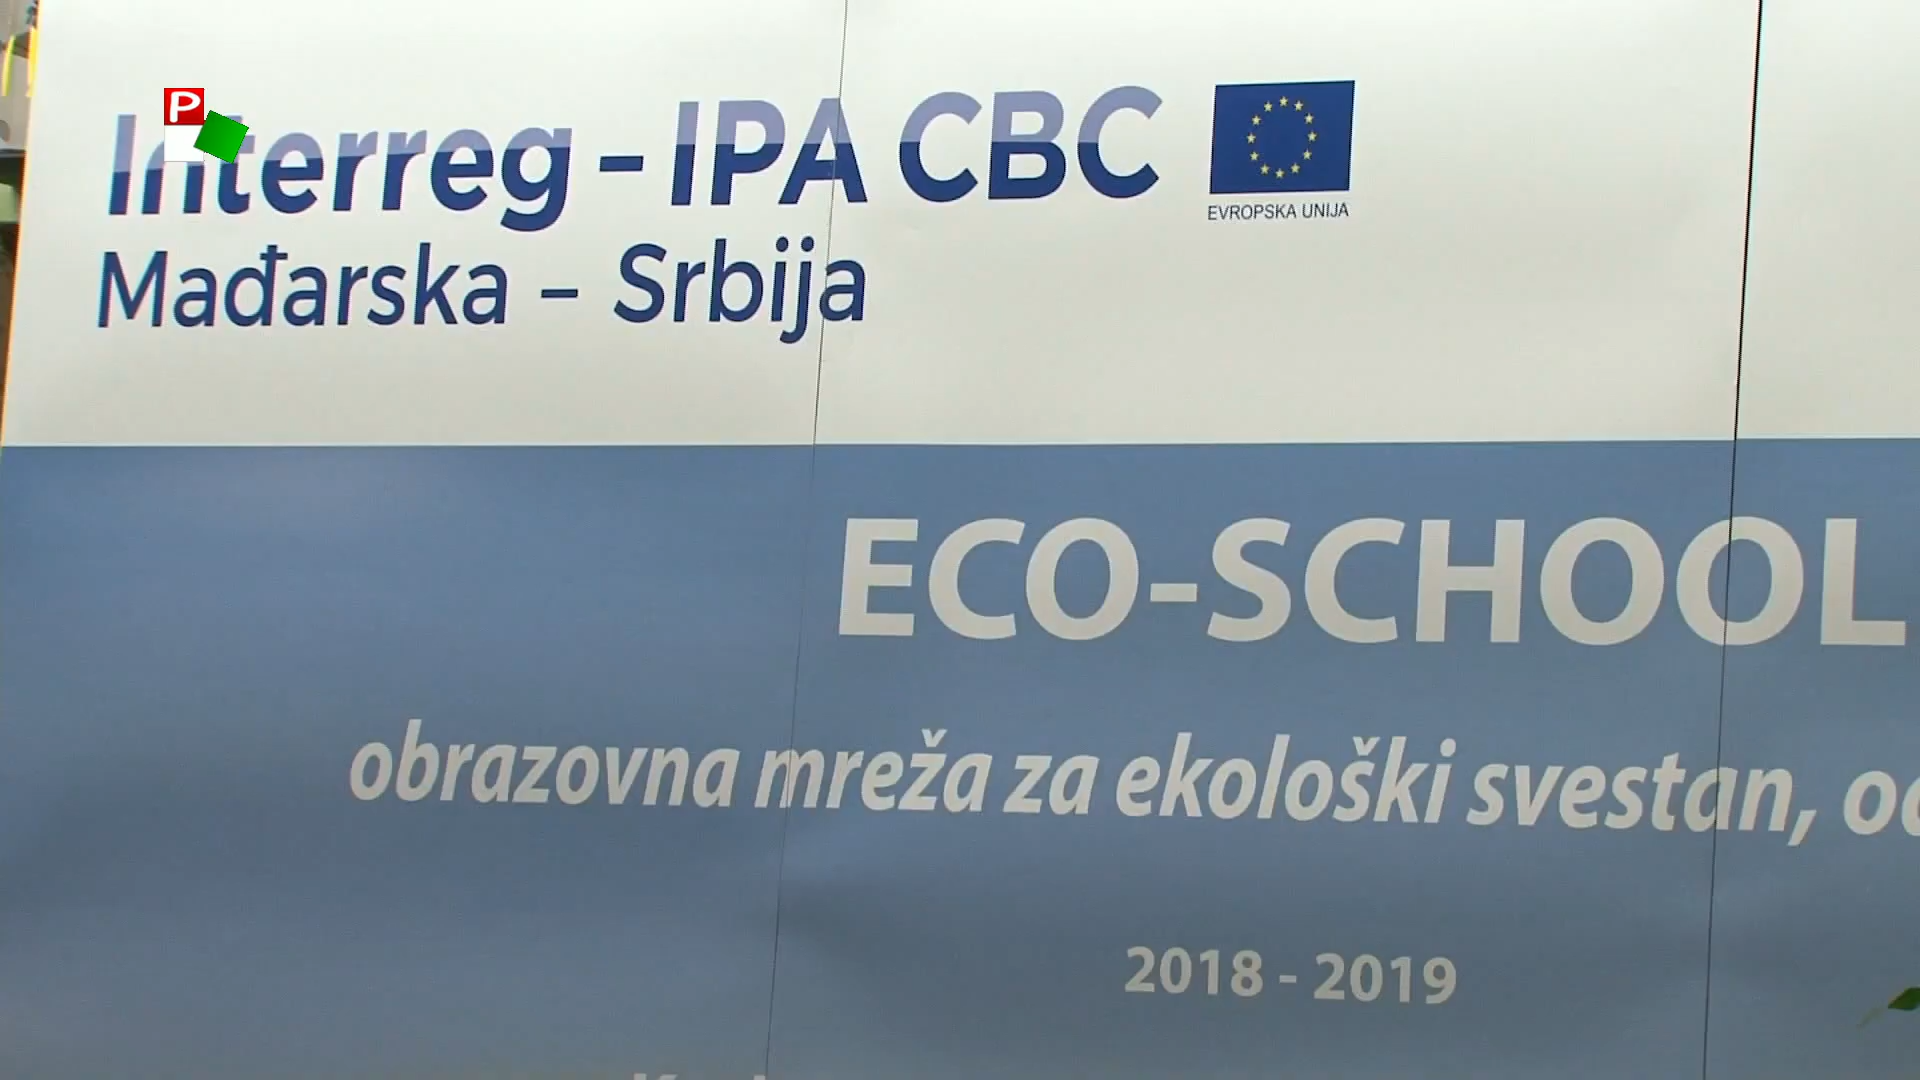 P
Interreg - IPA CBC
EVROPSKA UNIJA
Mađarska – Srbija
ECO-SCHOOL
obrazovna mreža za ekološki svestan,
2018 - 2019